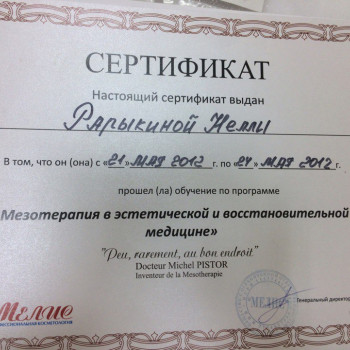 СЕРТИФИКАТ
Настоящий сертификат выдан
Рарыкиной Нелли
В том, что он (она) с «21» мая 2012 г. по «24» мая 2012 г.
прошел (ла) обучение по программе
Мезотерапия в эстетической и восстановительной
медицине»
"Peu, rarement, au bon endroit."
Docteur Michel PISTOR
Inventeur de la Mesotherapie
Мелис
Генеральный директор